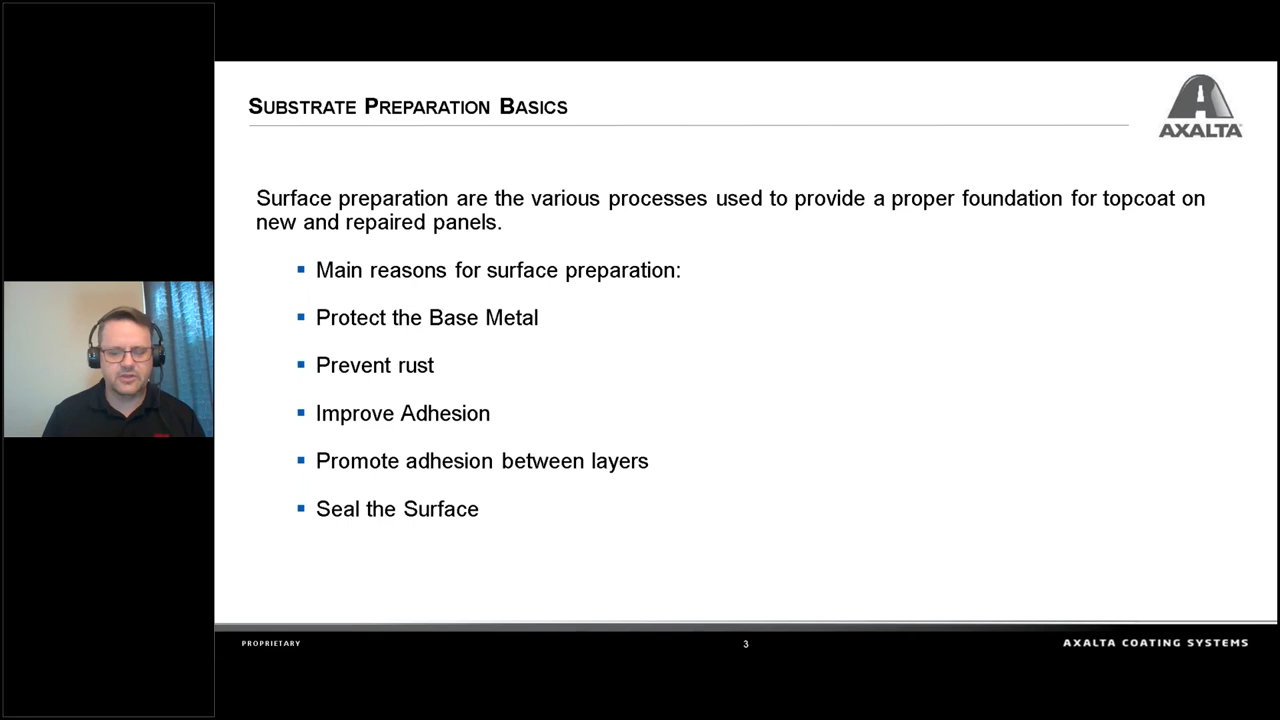 SUBSTRATE PREPARATION BASICS
AXALTA
Surface preparation are the various processes used to provide a proper foundation for topcoat on
new and repaired panels.
Main reasons for surface preparation:
Protect the Base Metal
Prevent rust
Improve Adhesion
Promote adhesion between layers
Seal the Surface
PROPRIETARY
3
AXALTA COATING SYSTEMS